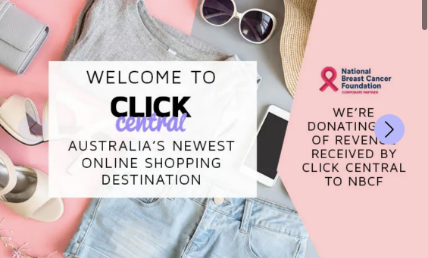 WELCOME TO
CLICK
central
AUSTRALIA'S NEWEST
ONLINE SHOPPING
DESTINATION
National
Breast Cancer
Foundation
CORPORATE PARTNER
WE'RE
DONATING
OF REVENUE
RECEIVED BY
CLICK CENTRAL
TO NBCF